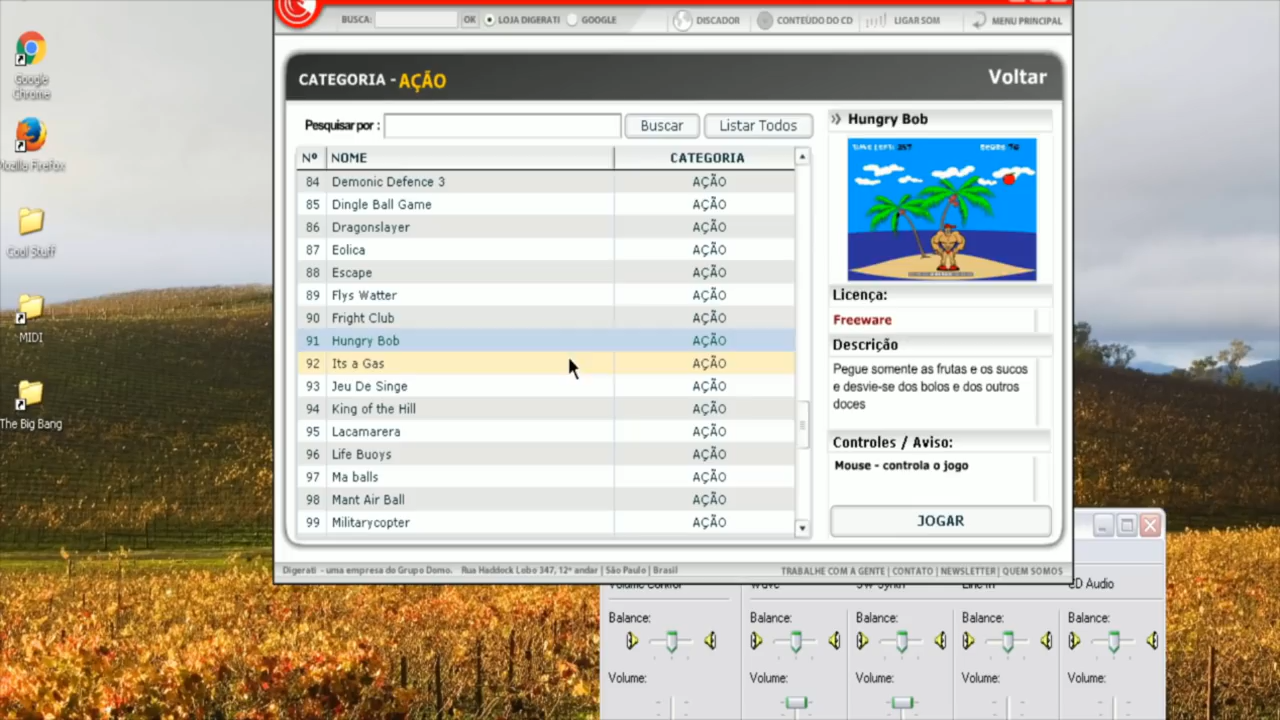 BUSCA: OK LOJA DIGERATI GOOGLE DISCADOR CONTEÚDO DO CD LIGAR SOM MENU PRINCIPAL
CATEGORIA - AÇÃO Voltar
Pesquisar por : Buscar Listar Todos
Nº NOME CATEGORIA
84 Demonic Defence 3 AÇÃO
85 Dingle Ball Game AÇÃO
86 Dragonslayer AÇÃO
87 Eolica AÇÃO
88 Escape AÇÃO
89 Flys Watter AÇÃO
90 Fright Club AÇÃO
91 Hungry Bob AÇÃO
92 Its a Gas AÇÃO
93 Jeu De Singe AÇÃO
94 King of the Hill AÇÃO
95 Lacamarera AÇÃO
96 Life Buoys AÇÃO
97 Ma balls AÇÃO
98 Mant Air Ball AÇÃO
99 Militarycopter AÇÃO
Hungry Bob
Licença:
Freeware
Descrição
Pegue somente as frutas e os sucos
e desvie-se dos bolos e dos outros
doces
Controles / Aviso:
Mouse - controla o jogo
JOGAR
Digerati - uma empresa do Grupo Domo. Rua Haddock Lobo 347, 12º andar | São Paulo | Brasil
TRABALHE COM A GENTE | CONTATO | NEWSLETTER | QUEM SOMOS
Google
Chrome
Mozilla Firefox
Cool Stuff
MIDI
The Big Bang
Volume Control Wave SW Synth Line In CD Audio
Balance: Balance: Balance: Balance: Balance:
Volume: Volume: Volume: Volume: Volume: